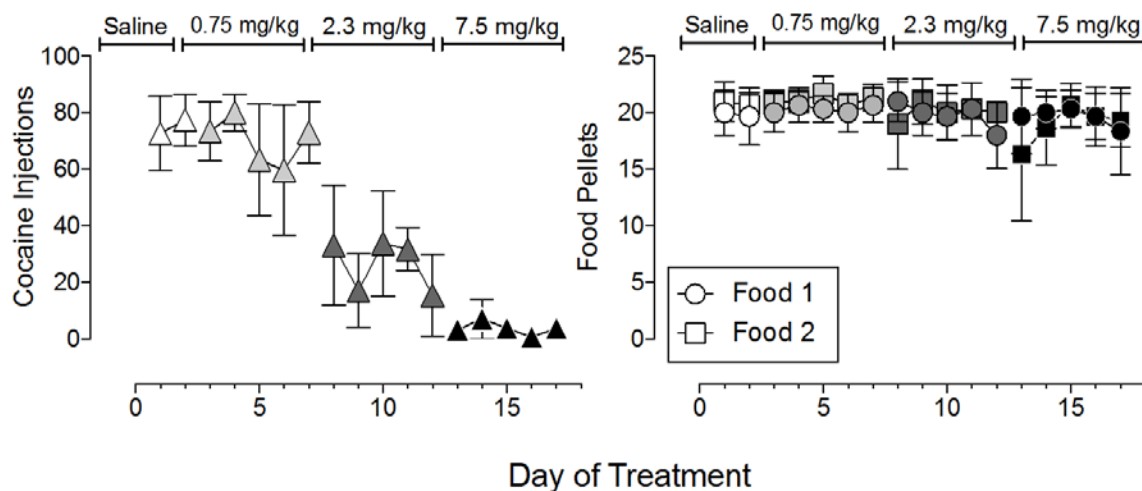 Saline 0.75 mg/kg 2.3 mg/kg 7.5 mg/kg
100
80
60
40
20
0
Cocaine Injections
0 5 10 15
Saline 0.75 mg/kg 2.3 mg/kg 7.5 mg/kg
25
20
15
10
5
0
Food Pellets
Food 1
Food 2
0 5 10 15
Day of Treatment